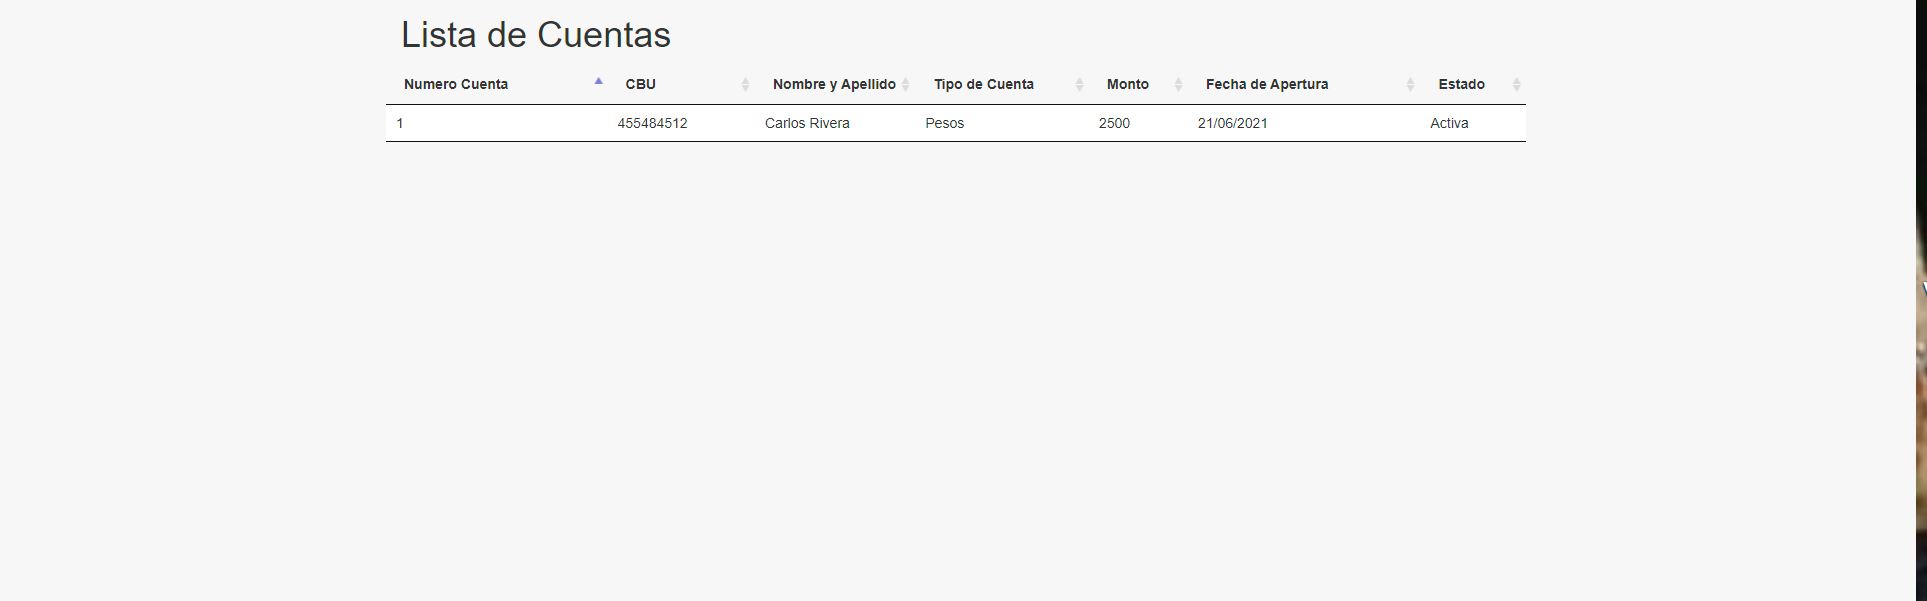 Lista de Cuentas
Numero Cuenta CBU Nombre y Apellido Tipo de Cuenta Monto Fecha de Apertura Estado
1 455484512 Carlos Rivera Pesos 2500 21/06/2021 Activa